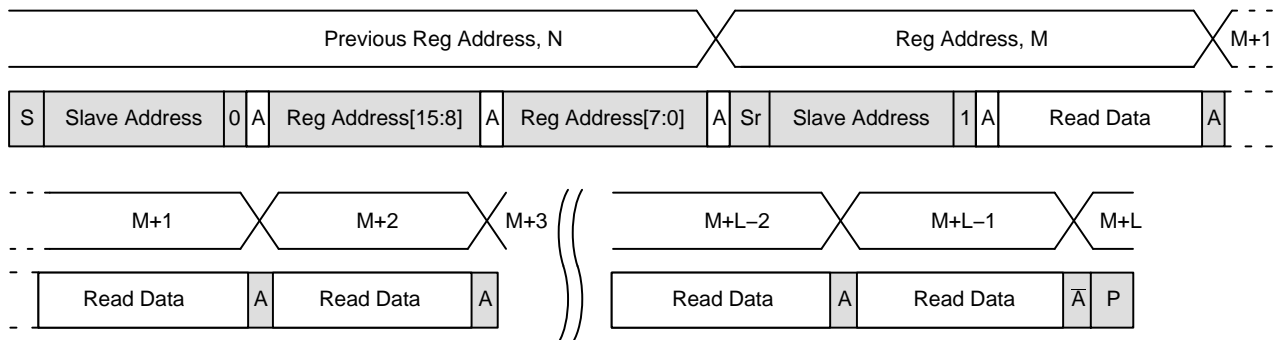 Previous Reg Address, N Reg Address, M M+1
S Slave Address 0 A Reg Address[15:8] A Reg Address[7:0] A Sr Slave Address 1 A Read Data A
M+1 M+2 M+3 M+L−2 M+L−1 M+L
Read Data A Read Data A Read Data A Read Data A̅ P